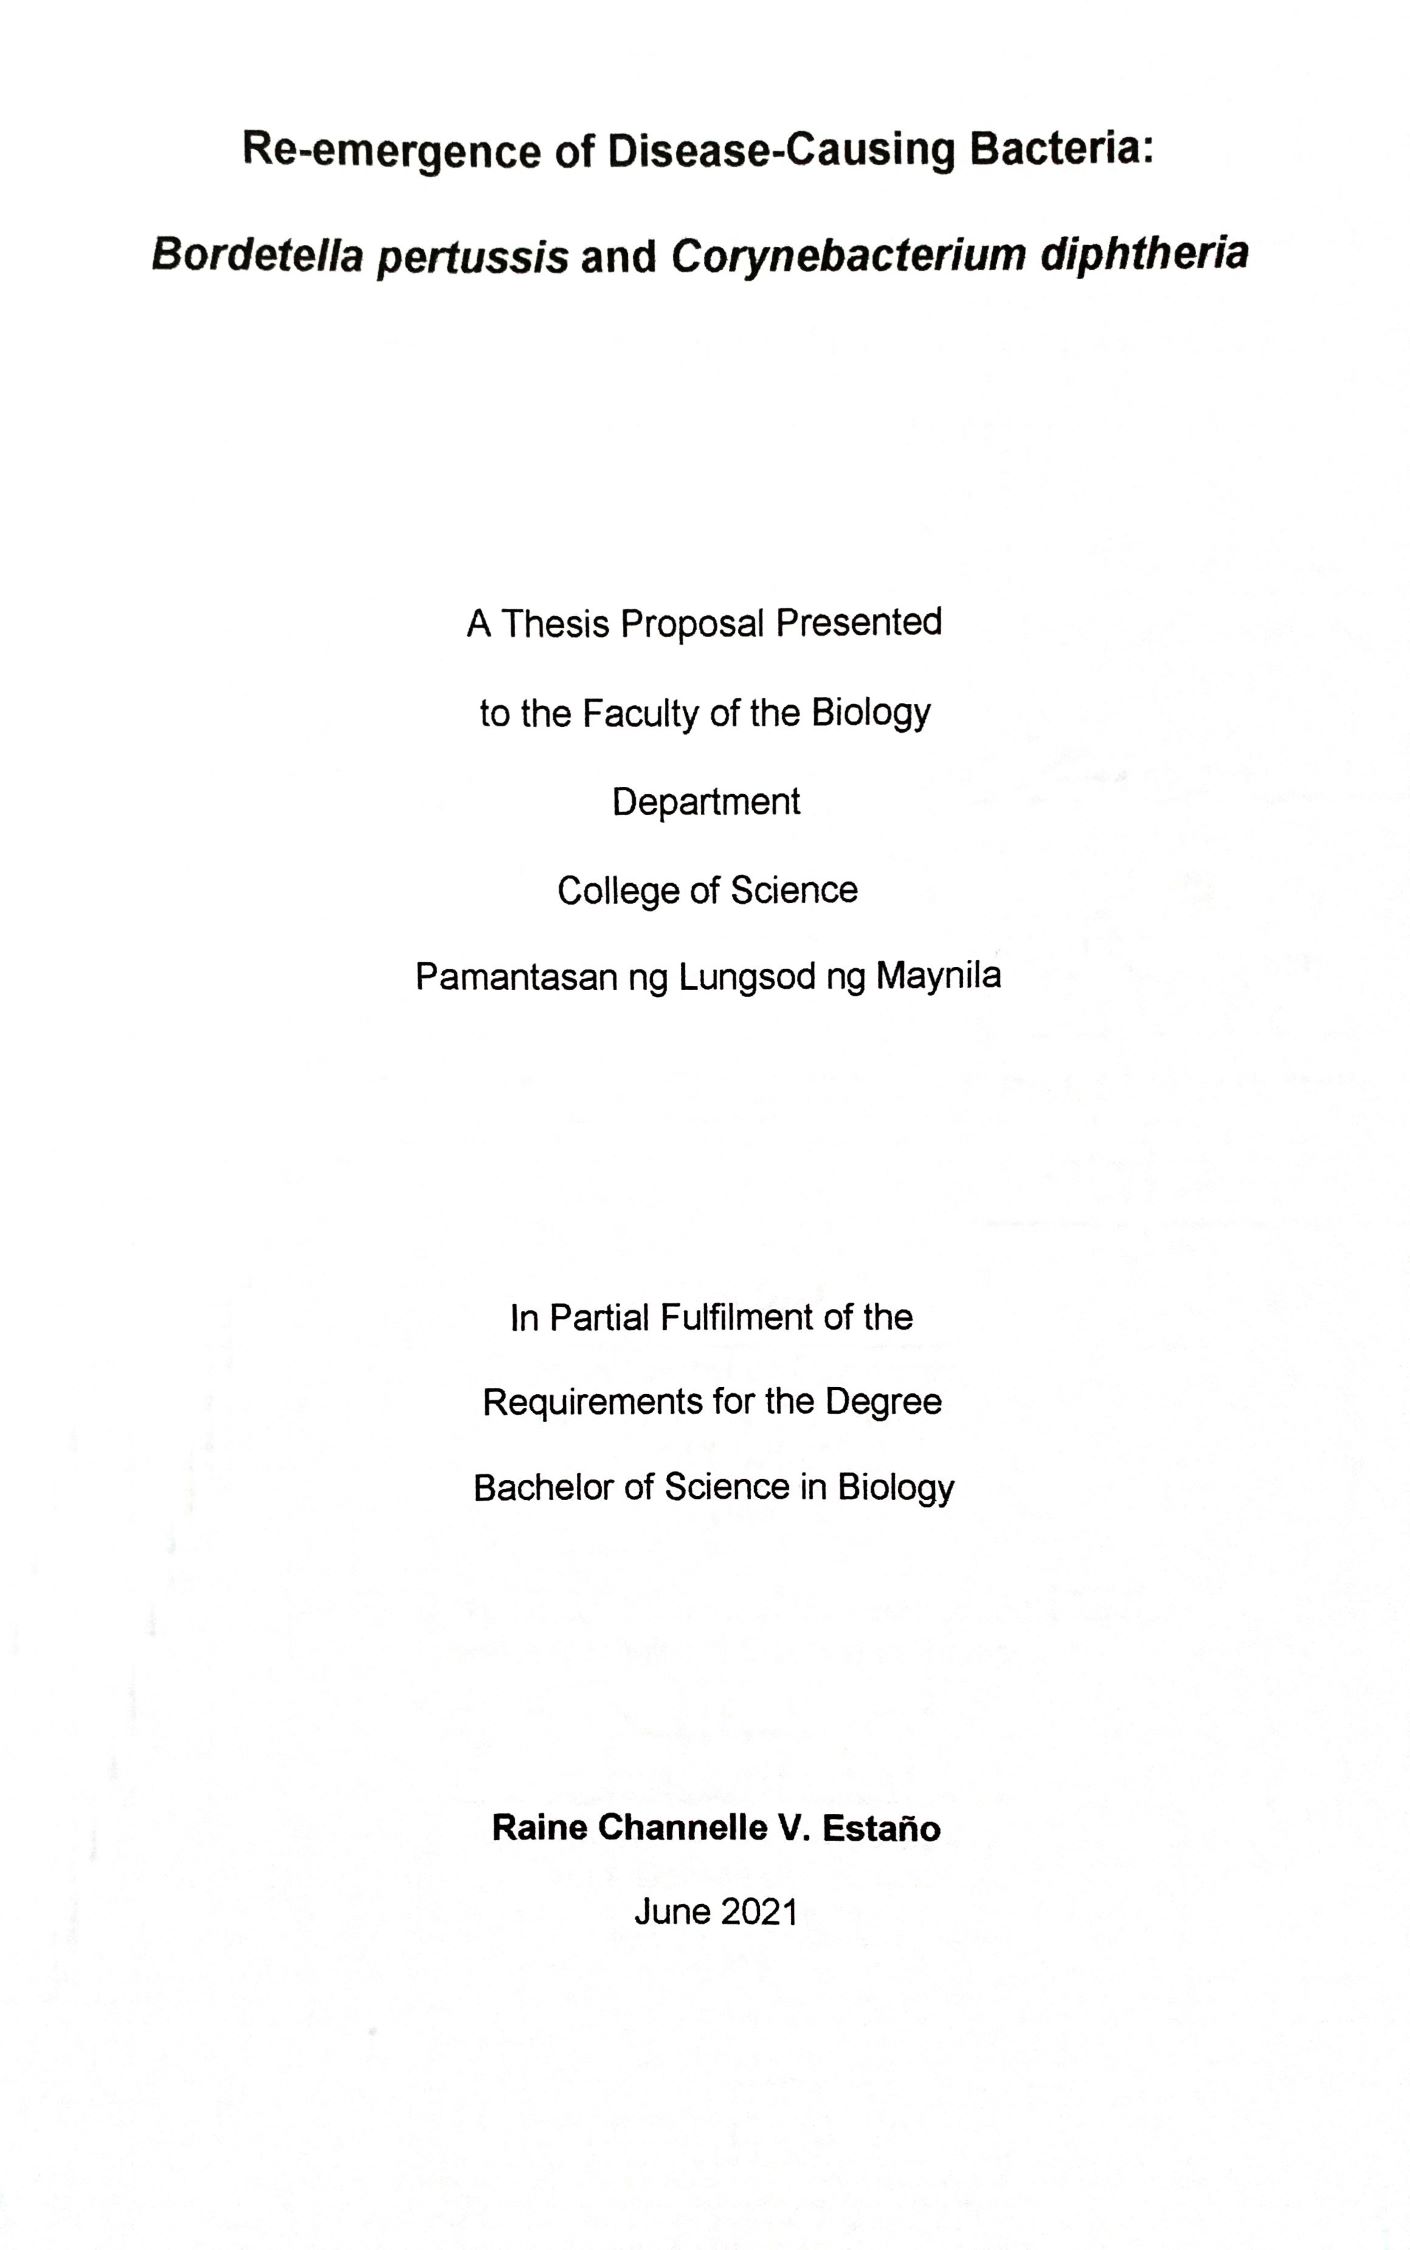 Re-emergence of Disease-Causing Bacteria:
Bordetella pertussis and Corynebacterium diphtheria
A Thesis Proposal Presented
to the Faculty of the Biology
Department
College of Science
Pamantasan ng Lungsod ng Maynila
In Partial Fulfilment of the
Requirements for the Degree
Bachelor of Science in Biology
Raine Channelle V. Estaño
June 2021